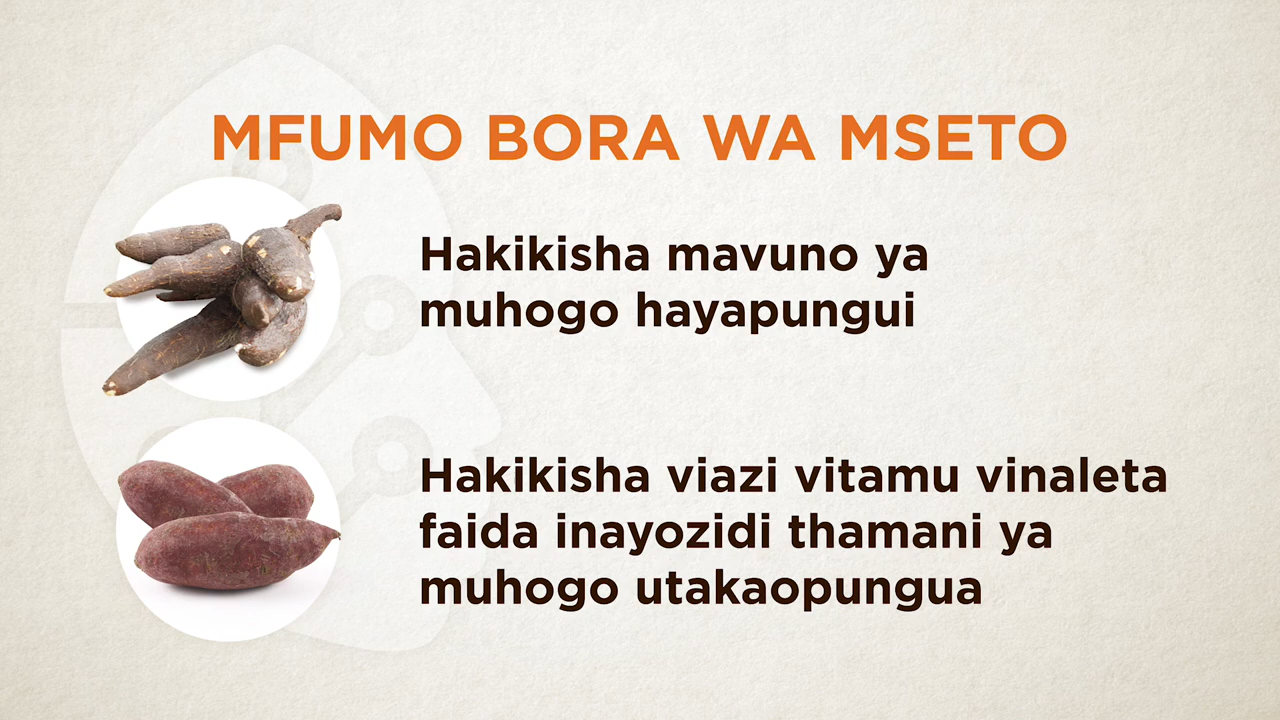 MFUMO BORA WA MSETO
Hakikisha mavuno ya
muhogo hayapungui
Hakikisha viazi vitamu vinaleta
faida inayozidi thamani ya
muhogo utakaopungua